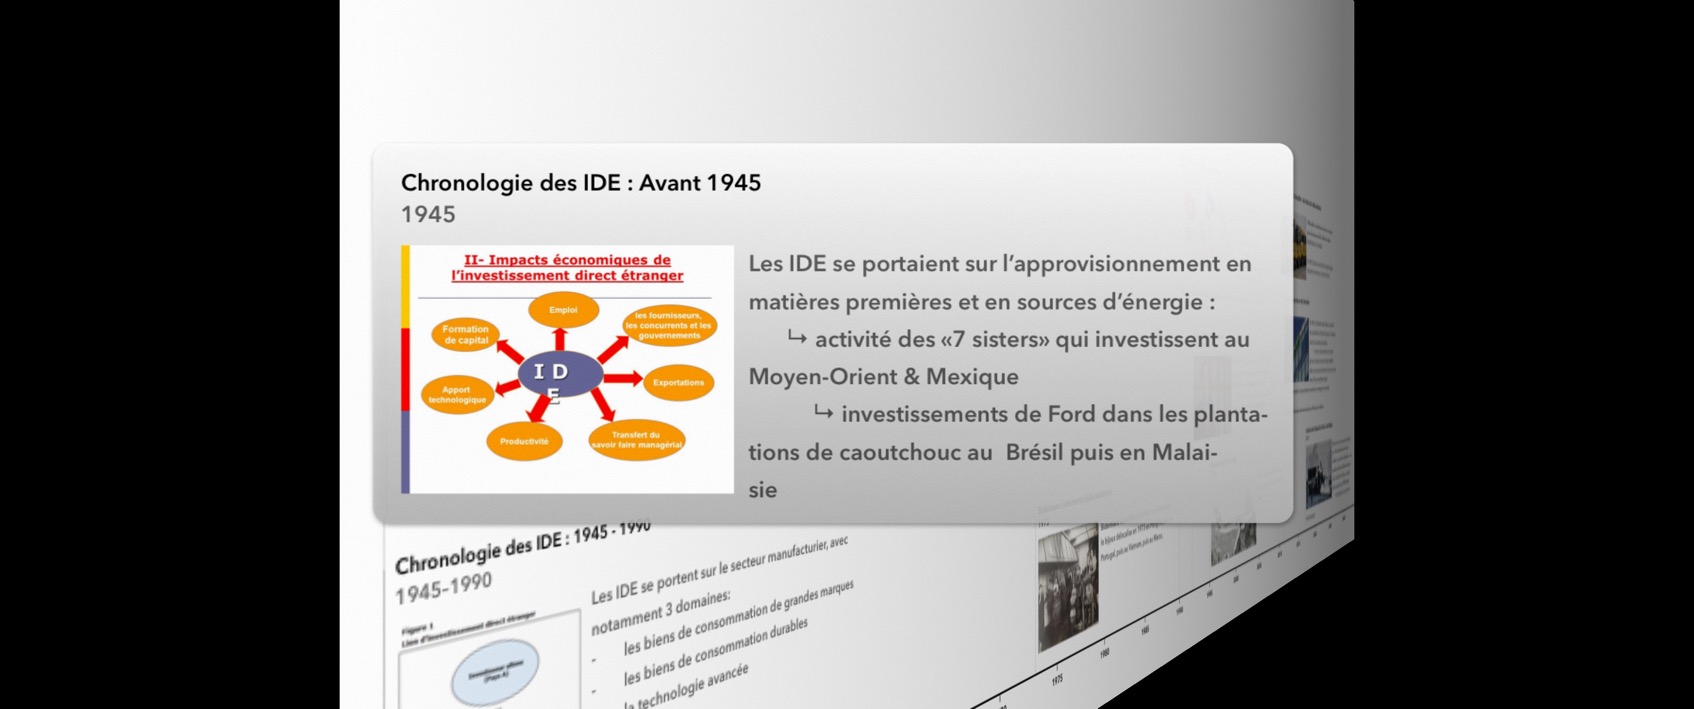 Chronologie des IDE : Avant 1945
1945
II- Impacts économiques de
l'investissement direct étranger
Emploi
les fournisseurs,
les concurrents et les
gouvernements
Formation
de capital
I D
E
Exportations
Apport
technologique
Productivité
Transfert du
savoir faire managérial
Les IDE se portaient sur l’approvisionnement en
matières premières et en sources d’énergie :
↳ activité des «7 sisters» qui investissent au
Moyen-Orient & Mexique
↳ investissements de Ford dans les planta-
tions de caoutchouc au Brésil puis en Malai-
sie
Chronologie des IDE : 1945 - 1990
1945-1990
Figure 1
Lien d'investissement direct étranger
(Pays A)
Les IDE se portent sur le secteur manufacturier, avec
notamment 3 domaines:
- les biens de consommation de grandes marques
- les biens de consommation durables
la technologie avancée
1975
1980
1985